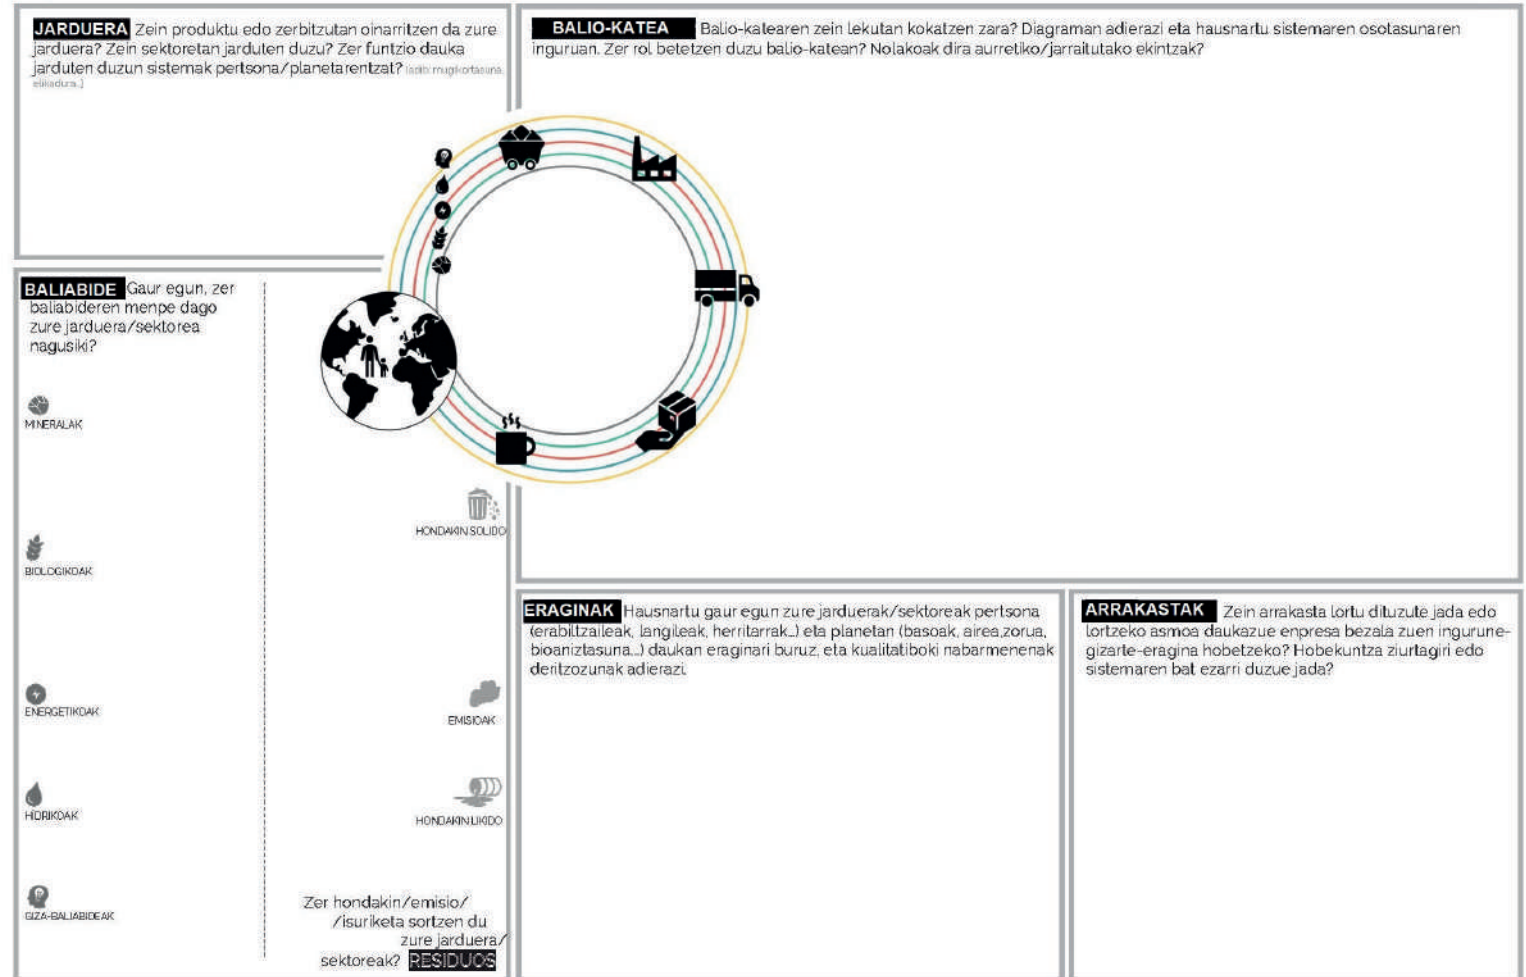 JARDUERA Zein produktu edo zerbitzutan oinarritzen da zure
jarduera? Zein sektoretan jarduten duzu? Zer funtzio dauka
jarduten duzun sistemak pertsona/planetarentzat? (adib: mugikortasuna,
elikadura...)
BALIO-KATEA Balio-katearen zein lekutan kokatzen zara? Diagraman adierazi eta hausnartu sistemaren osotasunaren
inguruan. Zer rol betetzen duzu balio-katean? Nolakoak dira aurretiko/jarraitutako ekintzak?
BALIABIDE Gaur egun, zer
baliabideren menpe dago
zure jarduera/sektorea
nagusiki?
MINERALAK
BIOLOGIKOAK
ENERGETIKOAK
HIDRIKOAK
GIZA-BALIABIDEAK
HONDAKIN SOLIDO
EMISIOAK
HONDAKIN LIKIDO
Zer hondakin/emisio/
/isuriketa sortzen du
zure jarduera/
sektoreak? RESIDUOS
ERAGINAK Hausnartu gaur egun zure jarduerak/sektoreak pertsona
(erabiltzaileak, langileak, herritarrak...) eta planetan (basoak, airea,zorua,
bioaniztasuna...) daukan eraginari buruz, eta kualitatiboki nabarmenenak
deritzozunak adierazi.
ARRAKASTAK Zein arrakasta lortu dituzute jada edo
lortzeko asmoa daukazue enpresa bezala zuen ingurune-
gizarte-eragina hobetzeko? Hobekuntza ziurtagiri edo
sistemaren bat ezarri duzue jada?